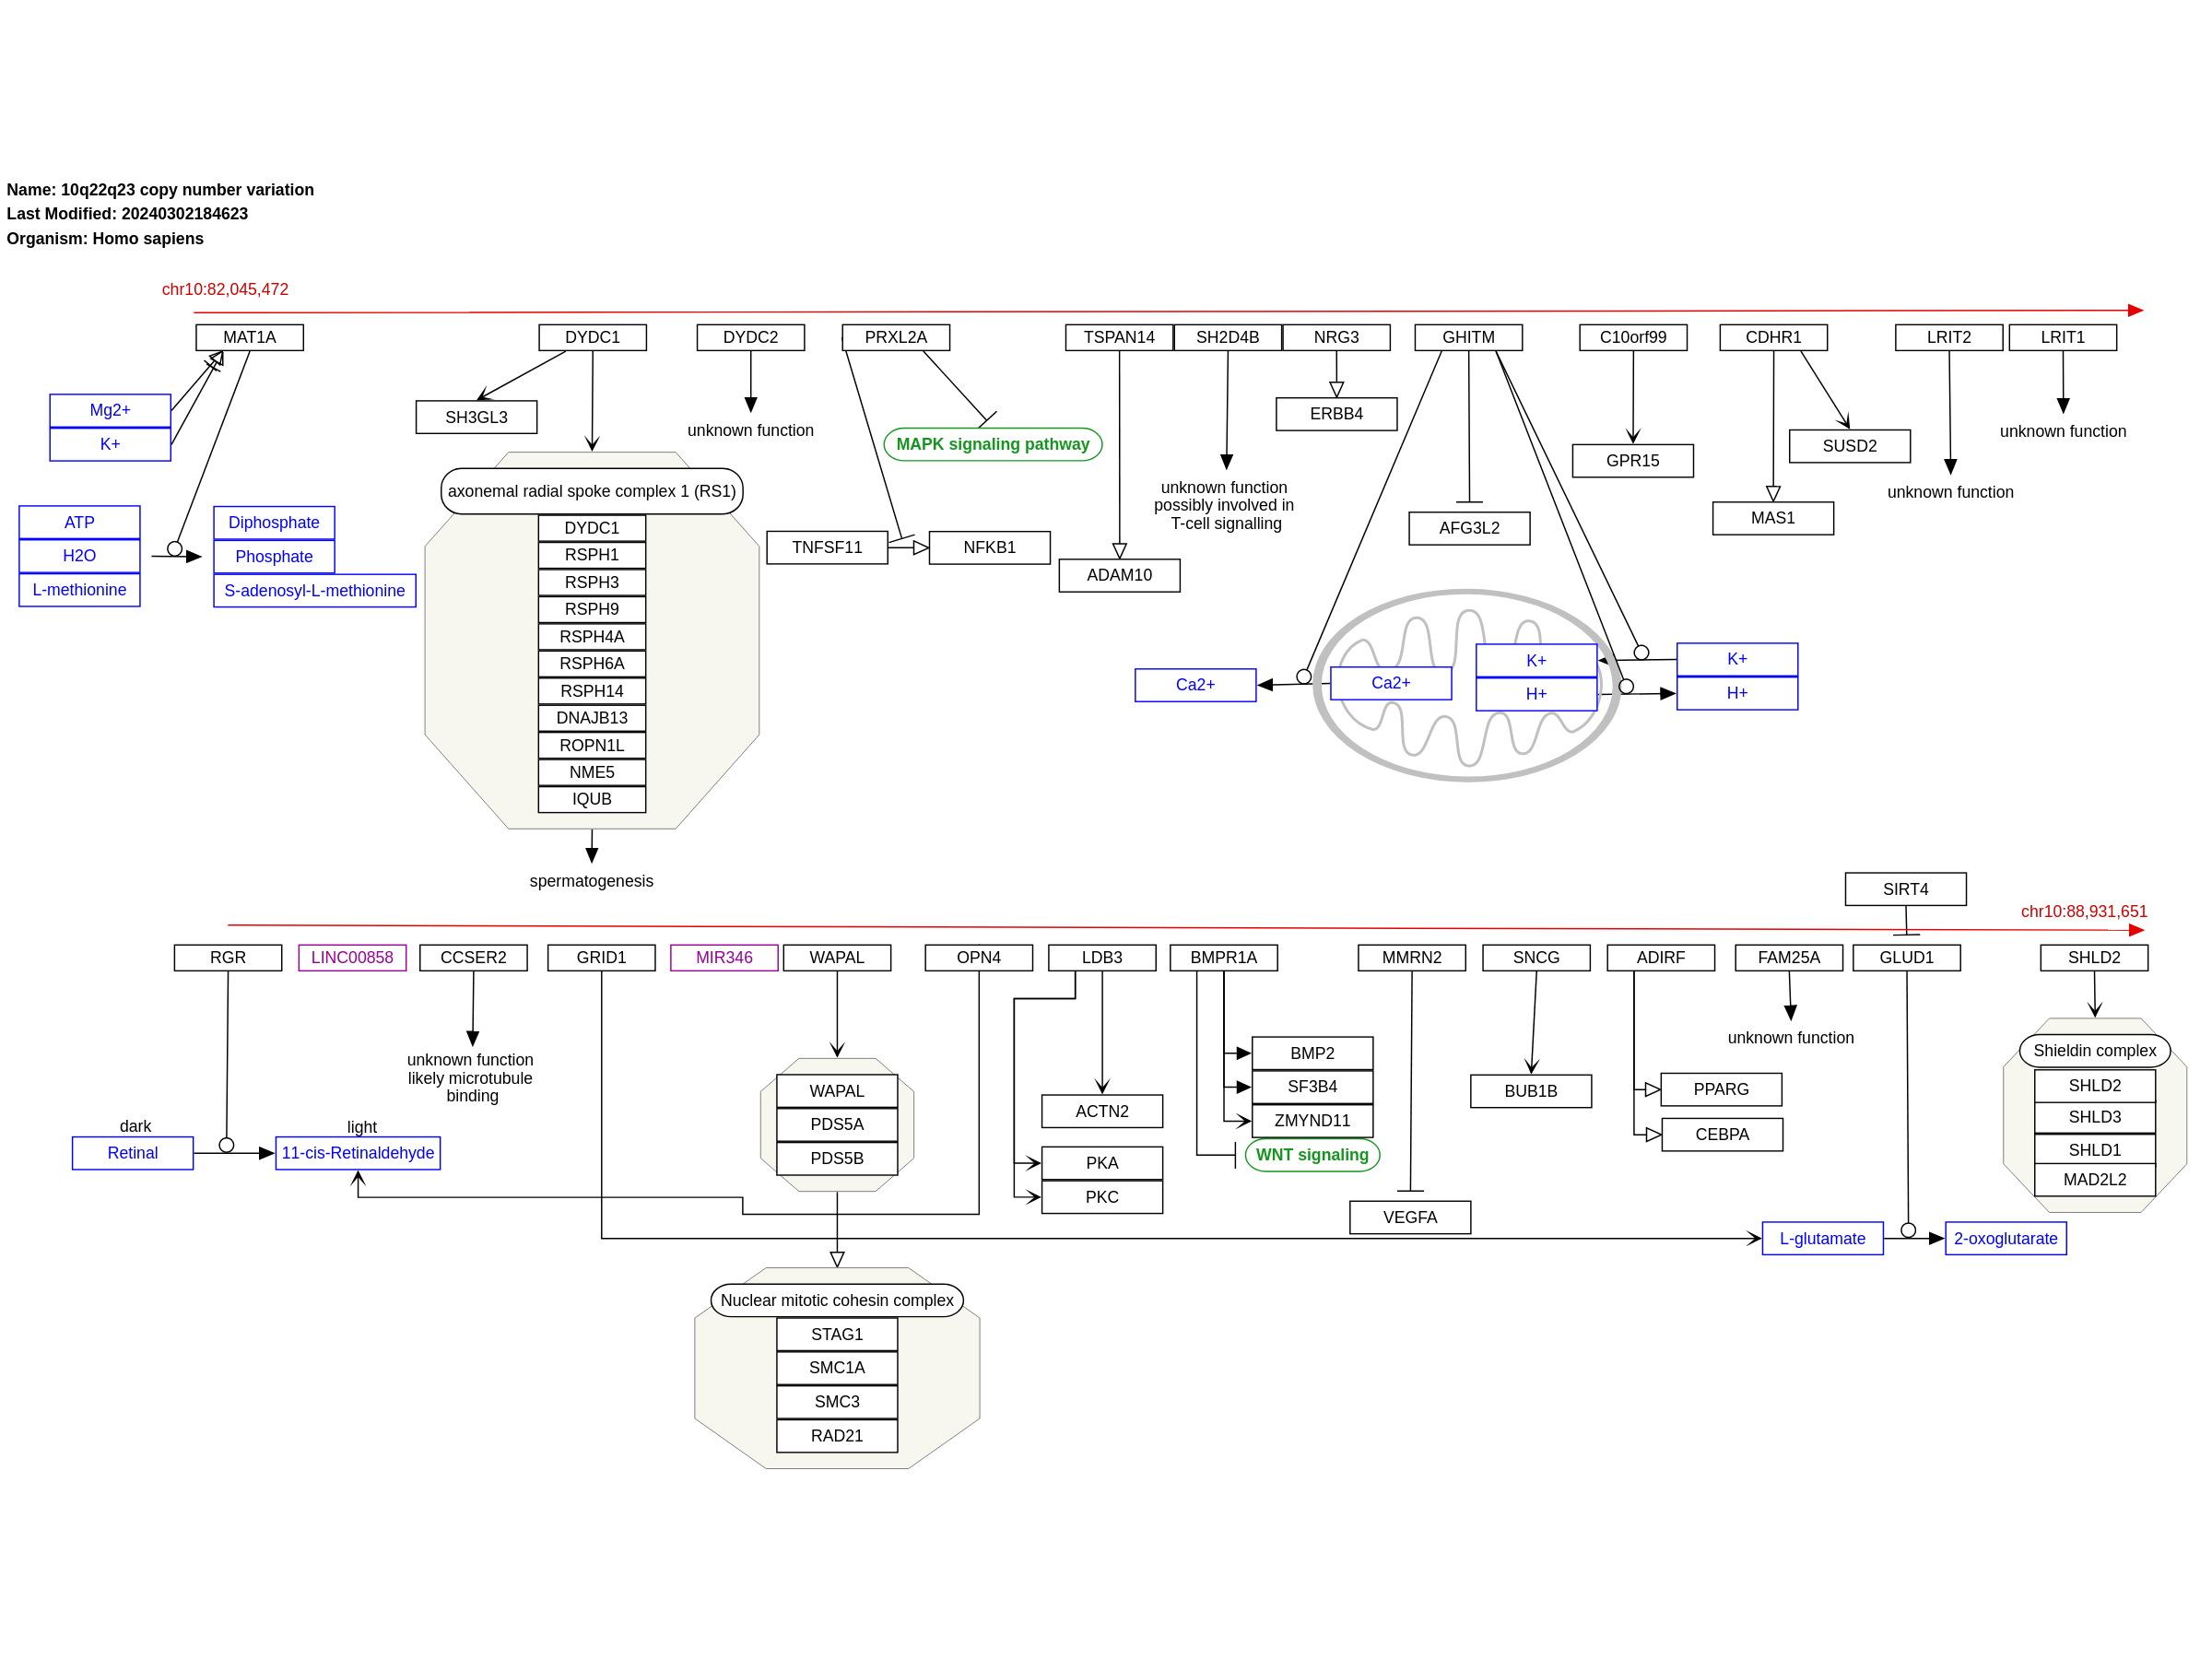 Name: 10q22q23 copy number variation
Last Modified: 20240302184623
Organism: Homo sapiens
chr10:82,045,472
MAT1A
DYDC1
DYDC2
PRXL2A
TSPAN14
SH2D4B
NRG3
GHITM
C10orf99
CDHR1
LRIT2
LRIT1
Mg2+
K+
SH3GL3
unknown function
MAPK signaling pathway
ERBB4
GPR15
SUSD2
unknown function
unknown function
axonemal radial spoke complex 1 (RS1)
unknown function
possibly involved in
T-cell signalling
MAS1
AFG3L2
ATP
H2O
L-methionine
Diphosphate
Phosphate
S-adenosyl-L-methionine
DYDC1
RSPH1
RSPH3
RSPH9
RSPH4A
RSPH6A
RSPH14
DNAJB13
ROPN1L
NME5
IQUB
TNFSF11
NFKB1
ADAM10
Ca2+
Ca2+
K+
H+
K+
H+
spermatogenesis
SIRT4
chr10:88,931,651
RGR
LINC00858
CCSER2
GRID1
MIR346
WAPAL
OPN4
LDB3
BMPR1A
MMRN2
SNCG
ADIRF
FAM25A
GLUD1
SHLD2
unknown function
likely microtubule
binding
WAPAL
PDS5A
PDS5B
ACTN2
PKA
PKC
BMP2
SF3B4
ZMYND11
WNT signaling
BUB1B
PPARG
CEBPA
unknown function
Shieldin complex
SHLD2
SHLD3
SHLD1
MAD2L2
dark
light
Retinal
11-cis-Retinaldehyde
VEGFA
L-glutamate
2-oxoglutarate
Nuclear mitotic cohesin complex
STAG1
SMC1A
SMC3
RAD21